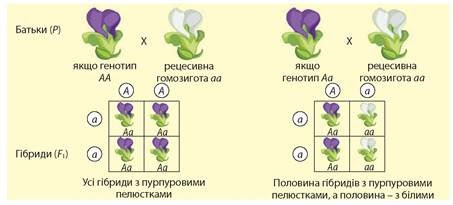 Батьки (P)
X
X
якщо генотип
AA
рецесивна
гомозигота aa
якщо
генотип Aa
рецесивна
гомозигота aa
A
A
A
a
a
Aa
Aa
a
Aa
aa
Гібриди (F₁)
a
Aa
Aa
a
Aa
aa
Усі гібриди з пурпуровими
пелюстками
Половина гібридів з пурпуровими
пелюстками, а половина – з білими